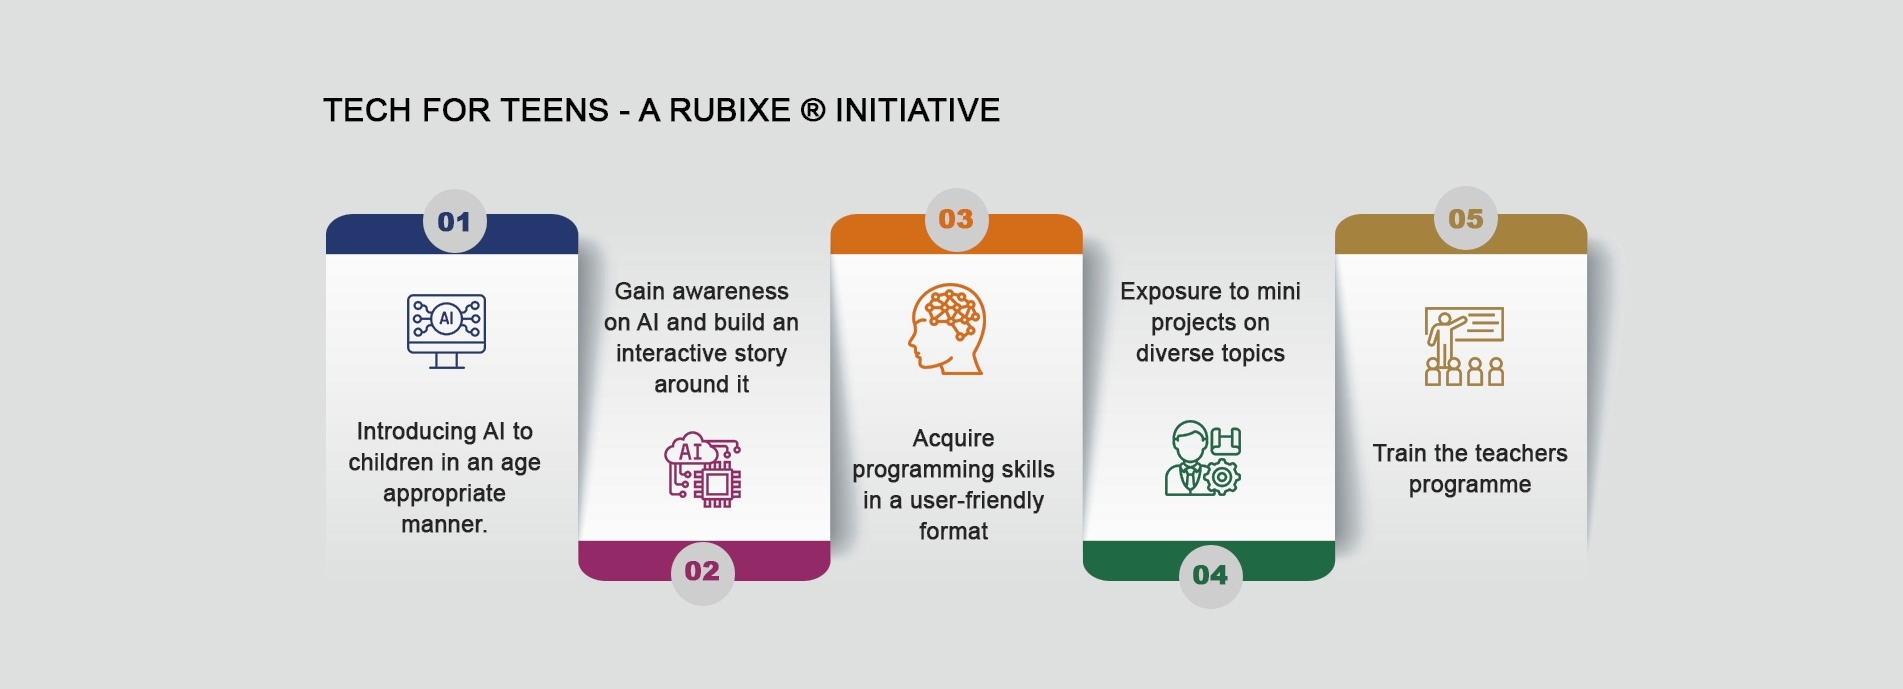 TECH FOR TEENS - A RUBIXE ® INITIATIVE
01
AI
Introducing AI to
children in an age
appropriate
manner.
Gain awareness
on AI and build an
interactive story
around it
AI
02
03
Acquire
programming skills
in a user-friendly
format
Exposure to mini
projects on
diverse topics
04
05
Train the teachers
programme